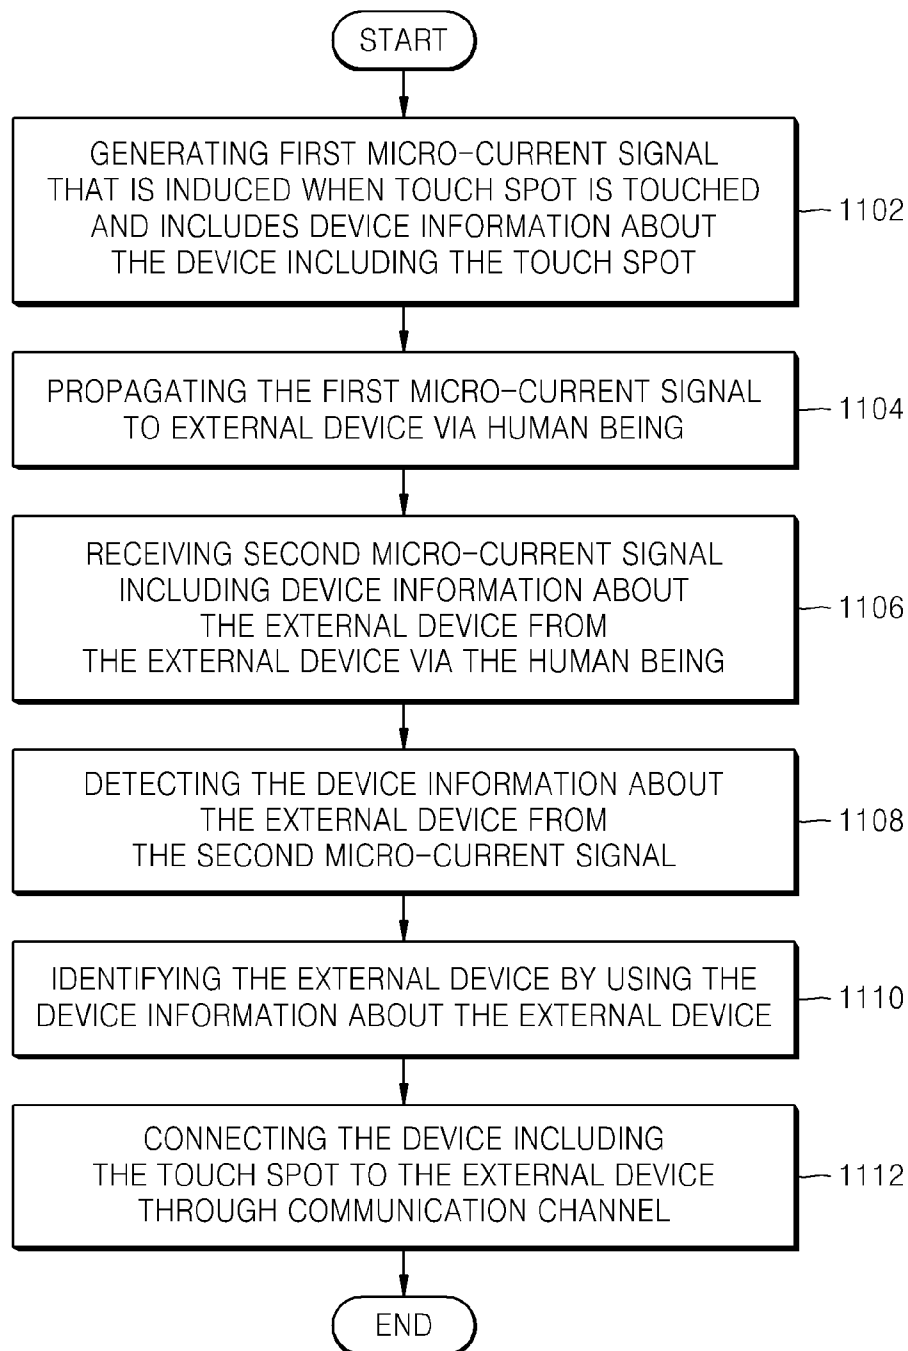 START
GENERATING FIRST MICRO-CURRENT SIGNAL
THAT IS INDUCED WHEN TOUCH SPOT IS TOUCHED
AND INCLUDES DEVICE INFORMATION ABOUT
THE DEVICE INCLUDING THE TOUCH SPOT
1102
PROPAGATING THE FIRST MICRO-CURRENT SIGNAL
TO EXTERNAL DEVICE VIA HUMAN BEING
1104
RECEIVING SECOND MICRO-CURRENT SIGNAL
INCLUDING DEVICE INFORMATION ABOUT
THE EXTERNAL DEVICE FROM
THE EXTERNAL DEVICE VIA THE HUMAN BEING
1106
DETECTING THE DEVICE INFORMATION ABOUT
THE EXTERNAL DEVICE FROM
THE SECOND MICRO-CURRENT SIGNAL
1108
IDENTIFYING THE EXTERNAL DEVICE BY USING THE
DEVICE INFORMATION ABOUT THE EXTERNAL DEVICE
1110
CONNECTING THE DEVICE INCLUDING
THE TOUCH SPOT TO THE EXTERNAL DEVICE
THROUGH COMMUNICATION CHANNEL
1112
END